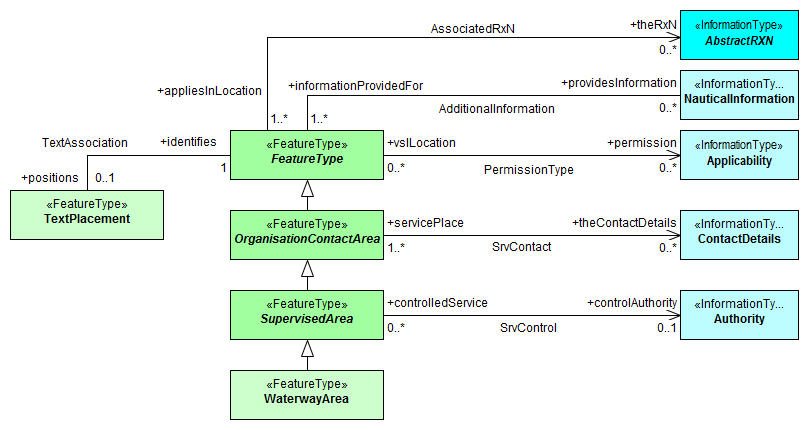 AssociatedRxN
+theRxN
0..*
«InformationType»
AbstractRXN
+appliesInLocation
1..*
+informationProvidedFor
1..*
AdditionalInformation
+providesInformation
0..*
«InformationTy...
NauticalInformation
TextAssociation
+identifies
1
+positions
0..1
«FeatureType»
TextPlacement
«FeatureType»
FeatureType
+vslLocation
0..*
PermissionType
+permission
0..*
«InformationType»
Applicability
«FeatureType»
OrganisationContactArea
+servicePlace
1..*
SrvContact
+theContactDetails
0..*
«InformationTy...
ContactDetails
«FeatureType»
SupervisedArea
+controlledService
0..*
SrvControl
+controlAuthority
0..1
«InformationTy...
Authority
«FeatureType»
WaterwayArea